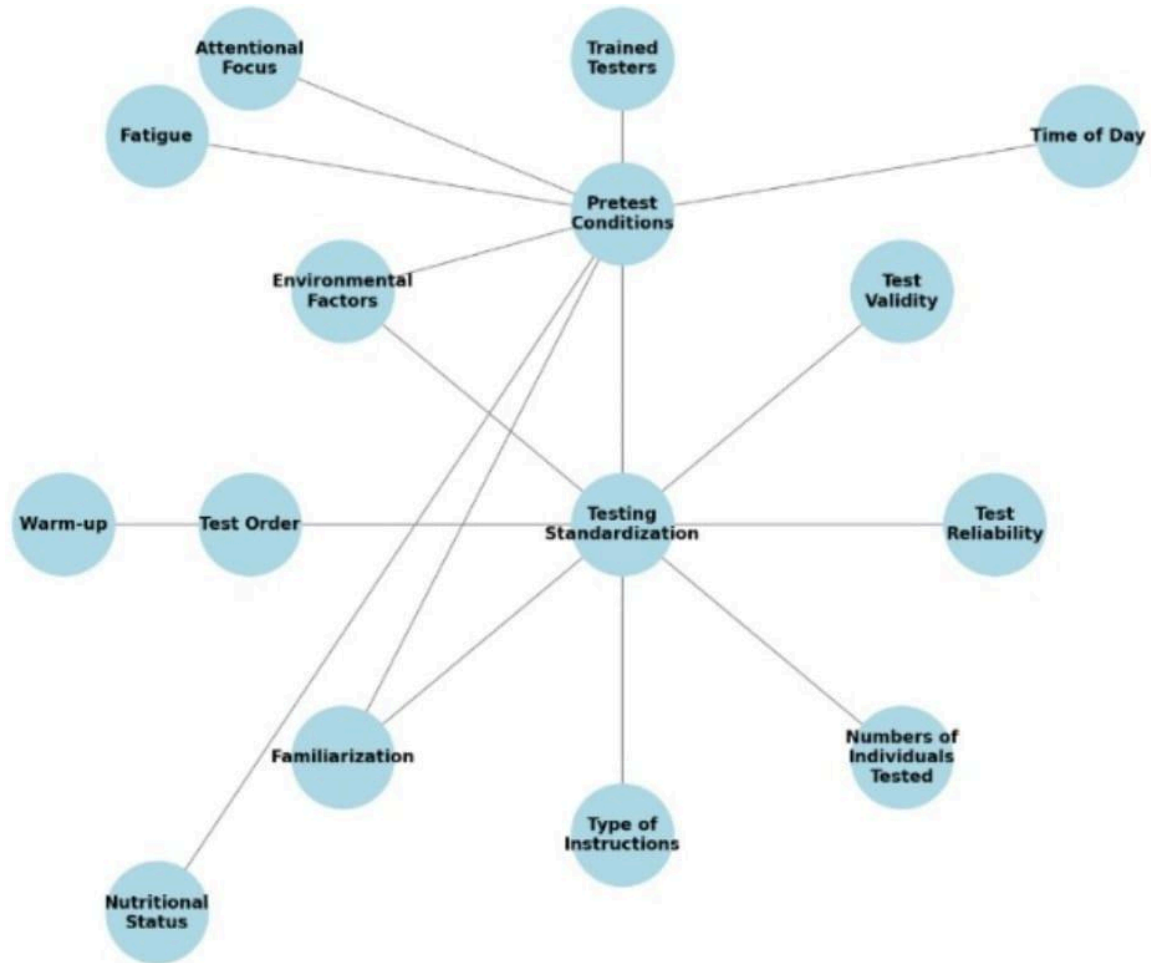 Attentional
Focus
Trained
Testers
Fatigue
Time of Day
Pretest
Conditions
Environmental
Factors
Test
Validity
Warm-up
Test Order
Testing
Standardization
Test
Reliability
Familiarization
Numbers of
Individuals
Tested
Type of
Instructions
Nutritional
Status